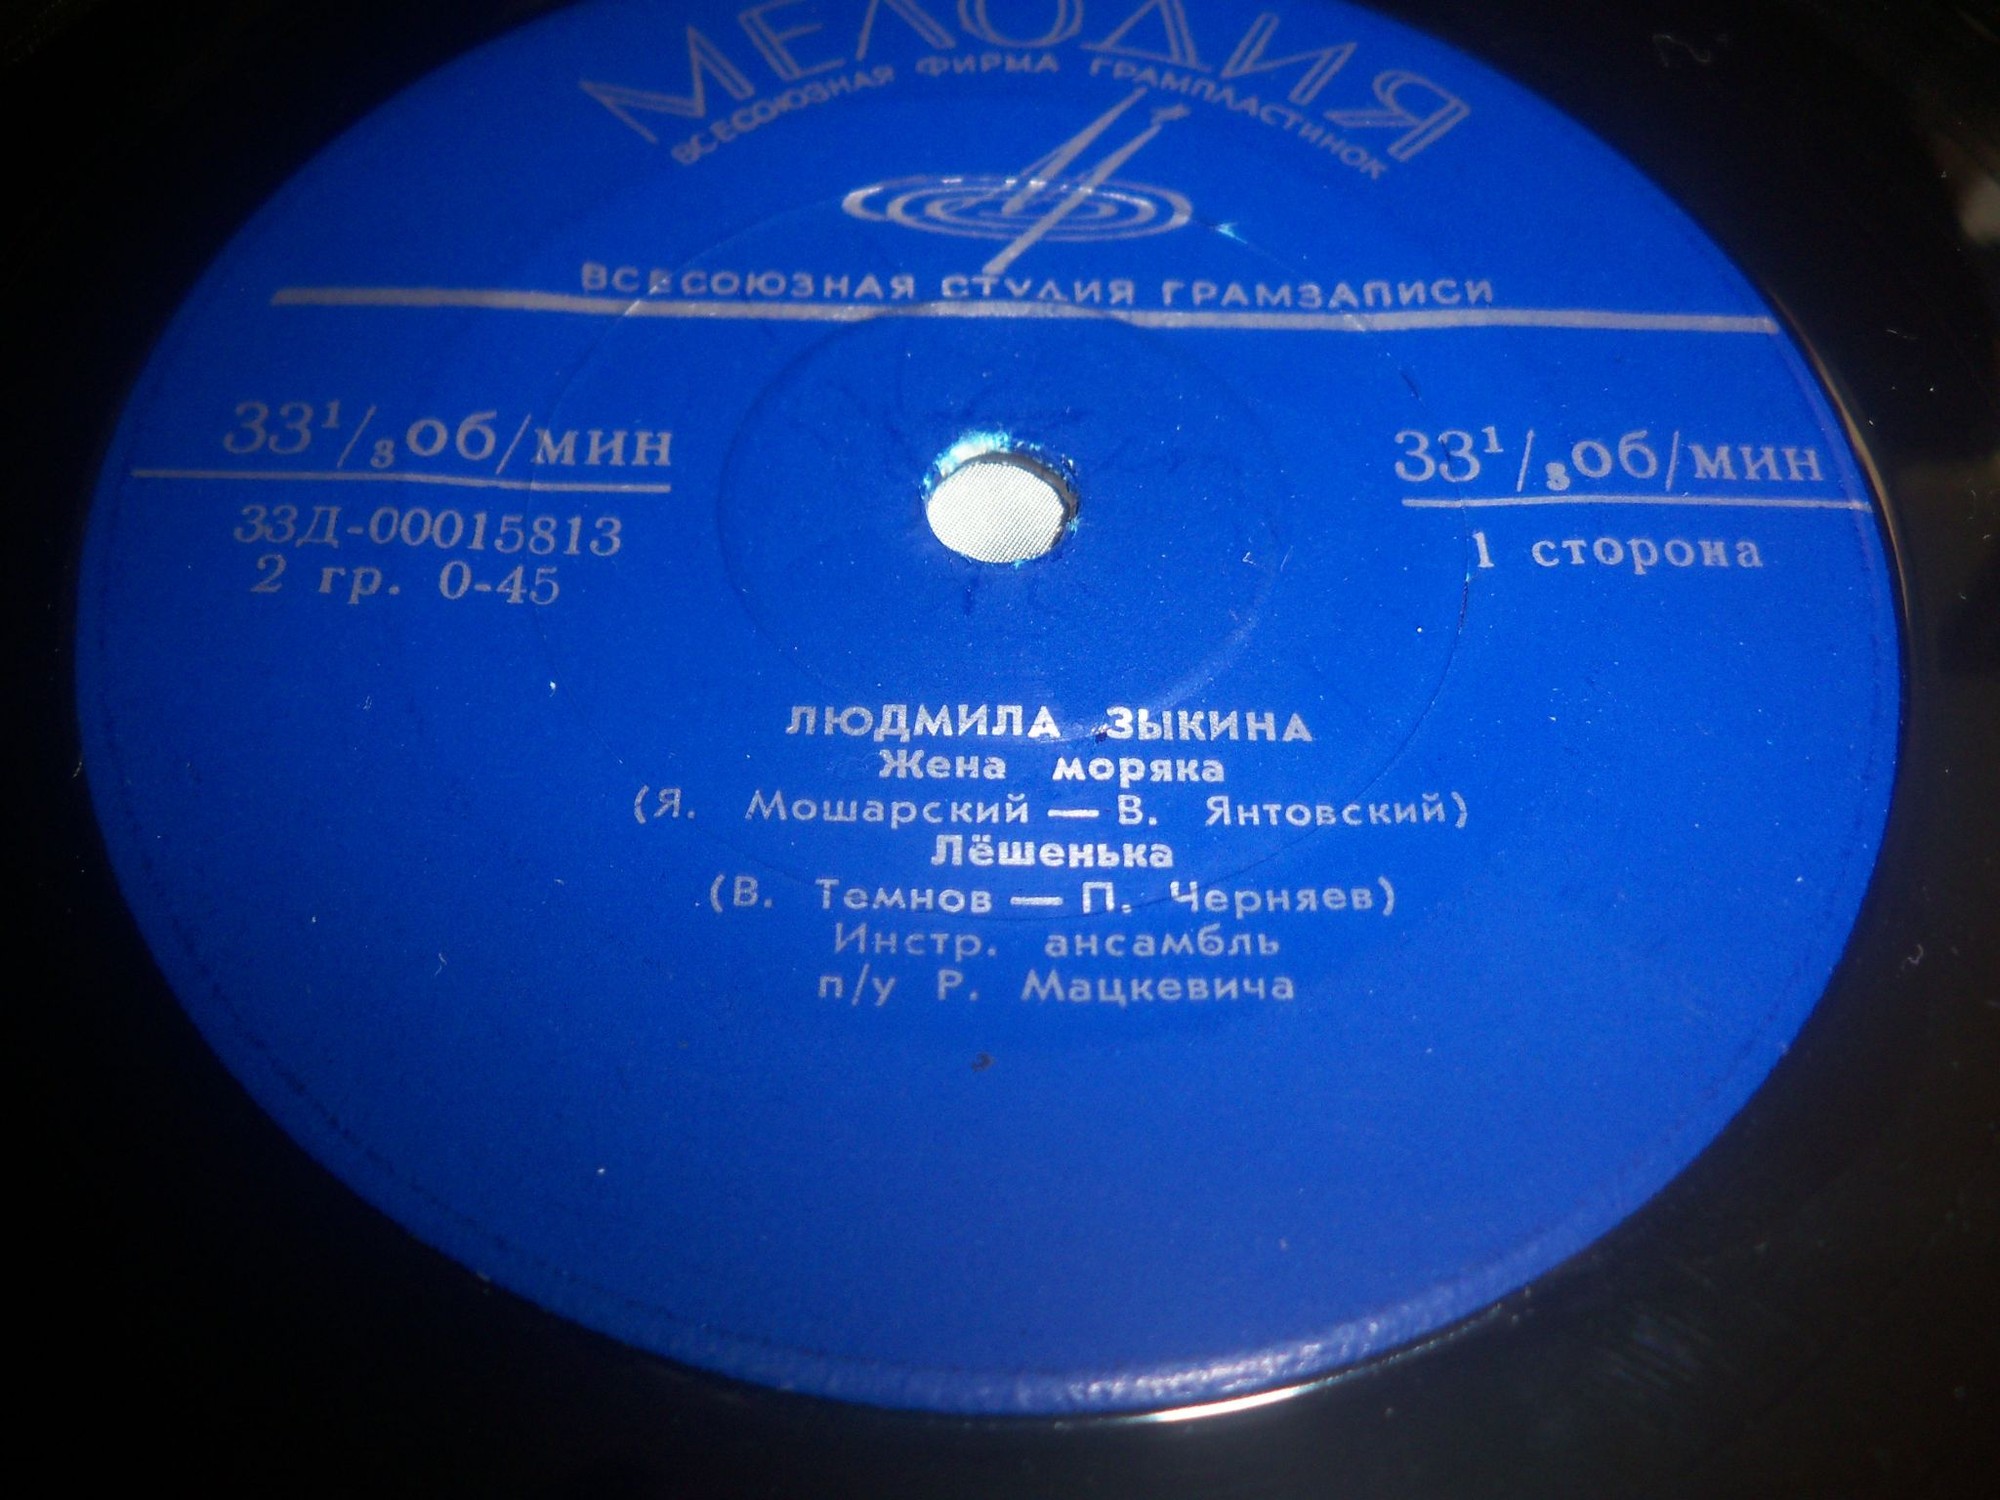 МЕЛОДИЯ
ВСЕСОЮЗНАЯ ФИРМА ГРАМПЛАСТИНОК
ВСЕСОЮЗНАЯ СТУДИЯ ГРАМЗАПИСИ
33¹/₃об/мин
33Д-00015813
2 гр. 0-45
33¹/₃об/мин
1 сторона
ЛЮДМИЛА ЗЫКИНА
Жена моряка
(Я. Мошарский — В. Янтовский)
Лёшенька
(В. Темнов — П. Черняев)
Инстр. ансамбль
п/у Р. Мацкевича